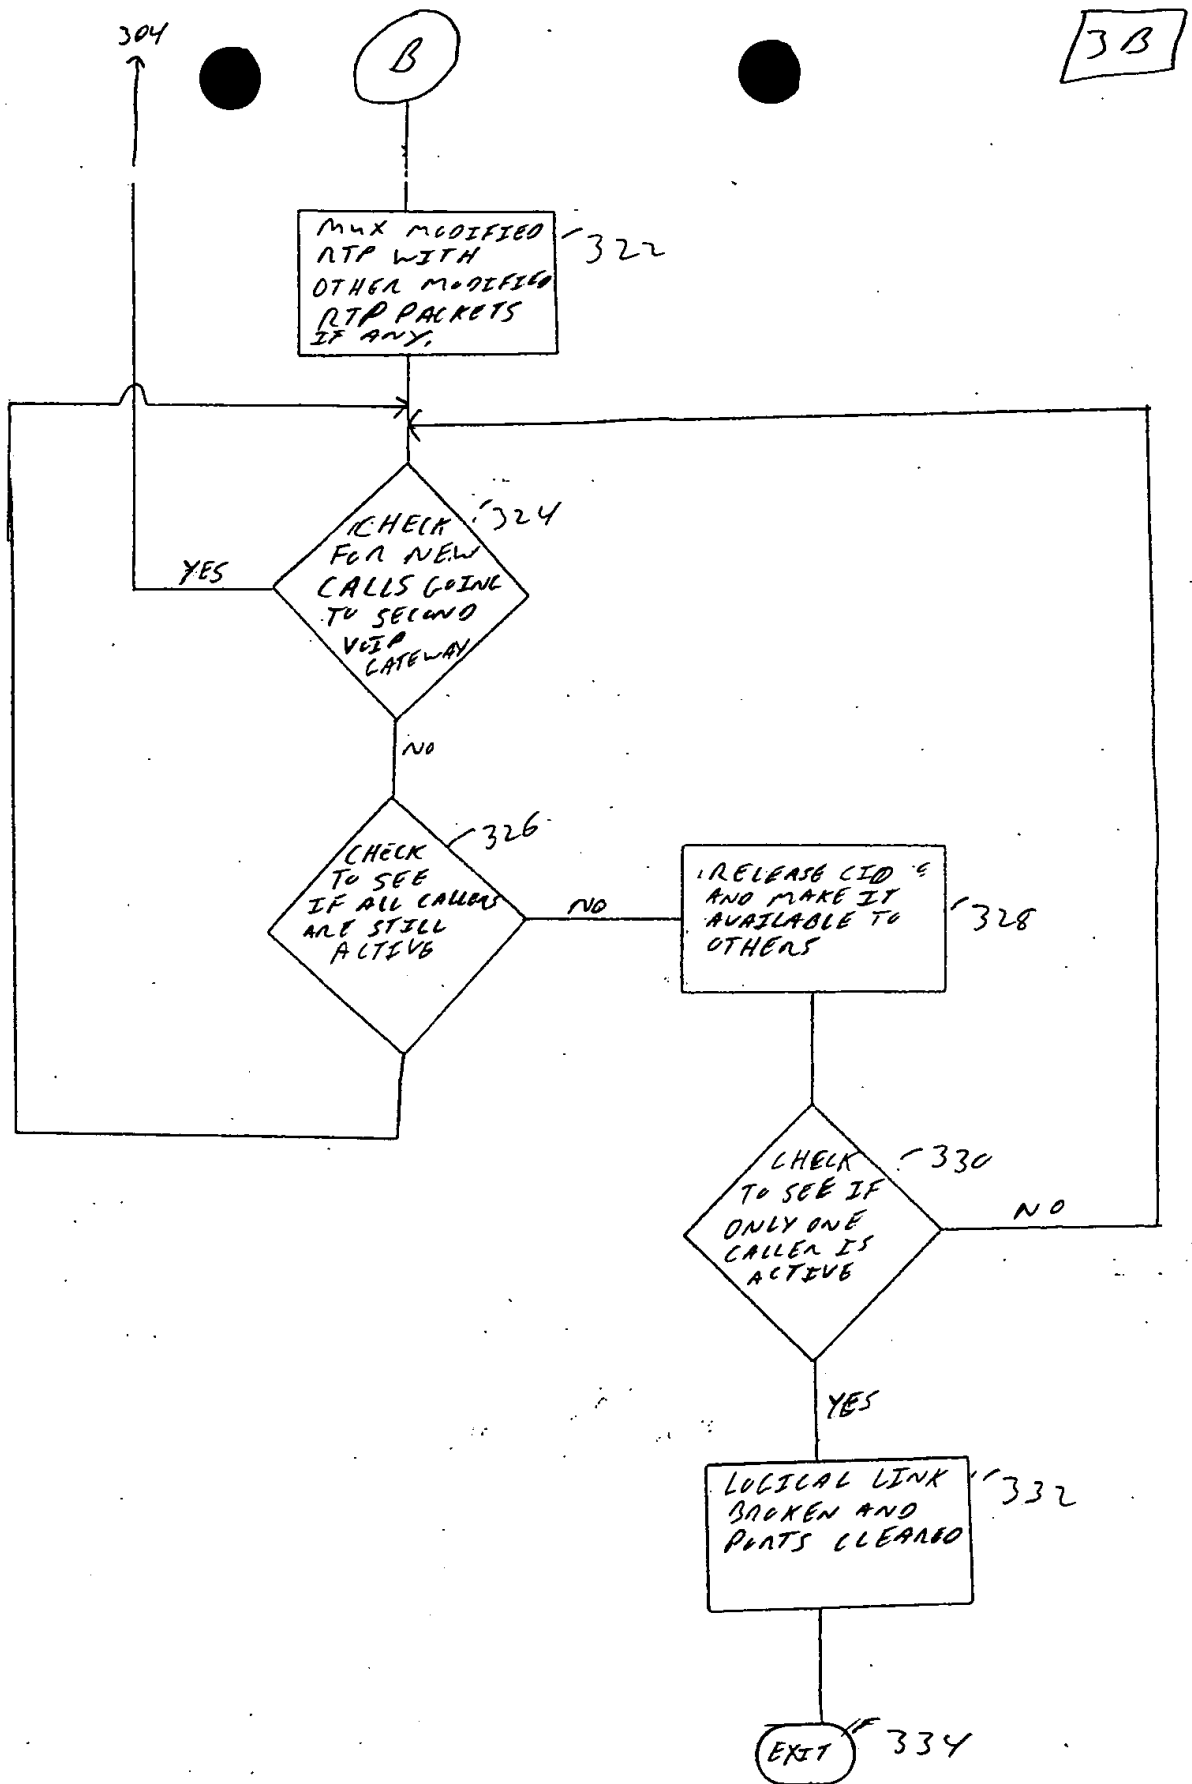 304
B
3B
MUX MODIFIED
RTP WITH
OTHER MODIFIED
RTP PACKETS
IF ANY.
322
CHECK
FOR NEW
CALLS GOING
TO SECOND
VOIP
GATEWAY
324
YES
NO
CHECK
TO SEE
IF ALL CALLERS
ARE STILL
ACTIVE
326
NO
RELEASE CID
AND MAKE IT
AVAILABLE TO
OTHERS
328
CHECK
TO SEE IF
ONLY ONE
CALLER IS
ACTIVE
330
NO
YES
LOGICAL LINK
BROKEN AND
PORTS CLEARED
332
EXIT
334